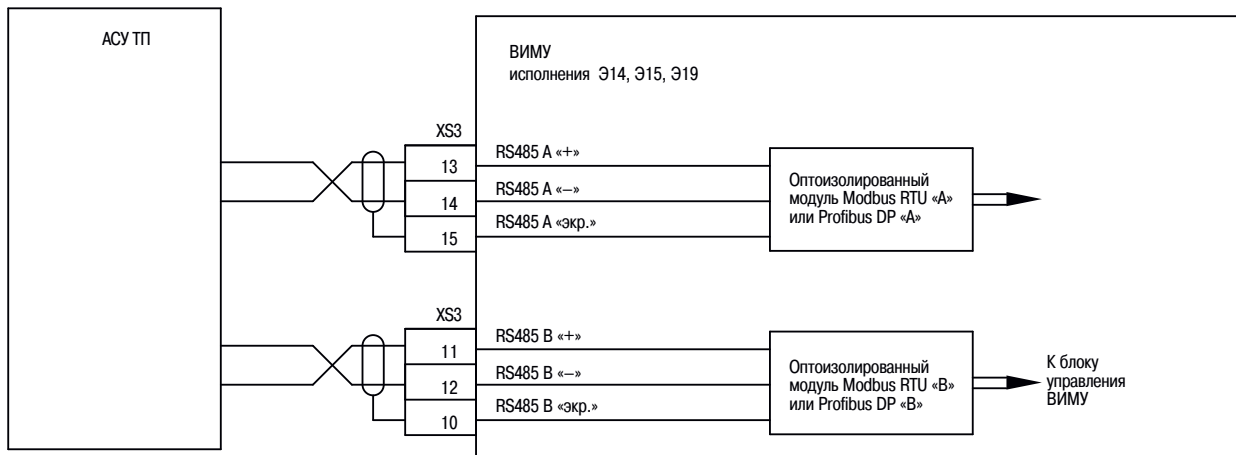 АСУ ТП
ВИМУ
исполнения Э14, Э15, Э19
XS3
13
RS485 А «+»
14
RS485 А «–»
15
RS485 А «экр.»
Оптоизолированный
модуль Modbus RTU «А»
или Profibus DP «А»
XS3
11
RS485 В «+»
12
RS485 В «–»
10
RS485 В «экр.»
Оптоизолированный
модуль Modbus RTU «В»
или Profibus DP «В»
К блоку
управления
ВИМУ